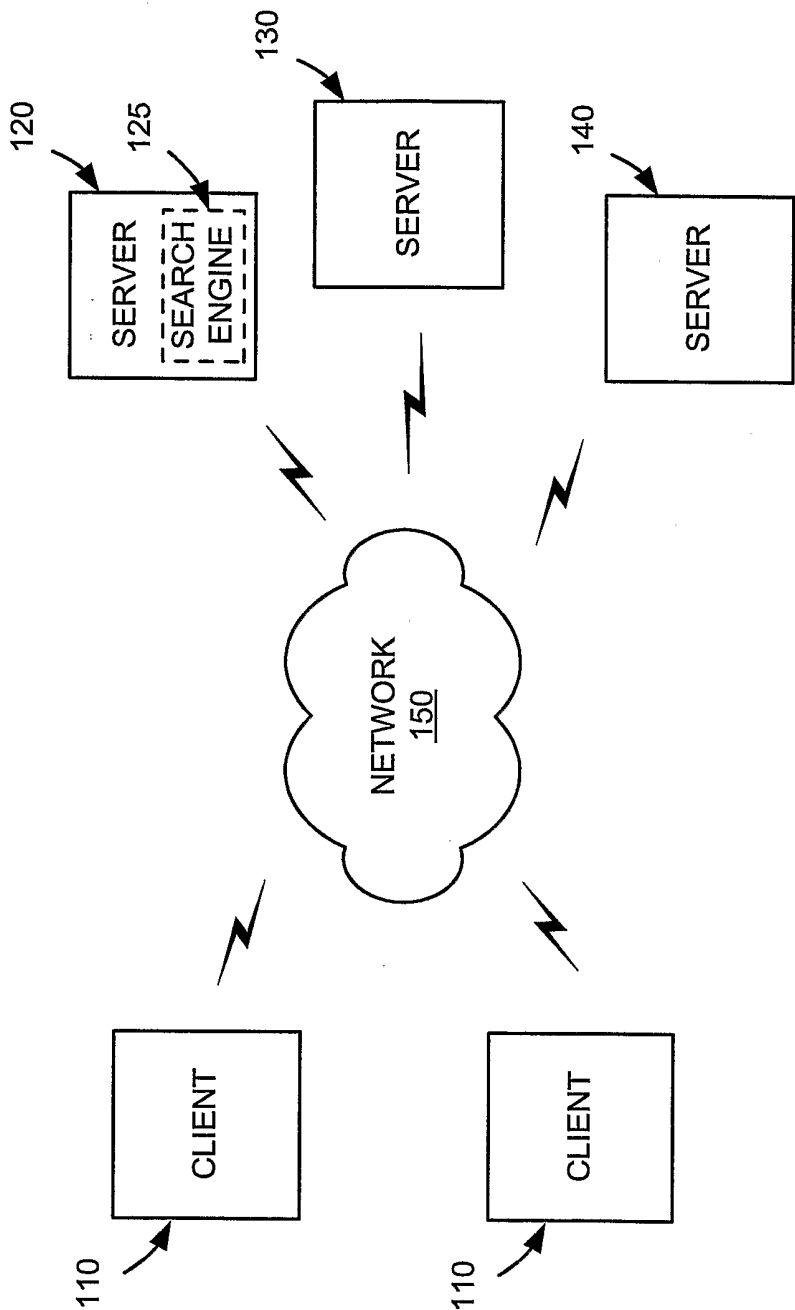 120
SERVER
125
SEARCH
ENGINE
110
CLIENT
NETWORK
150
130
SERVER
110
CLIENT
140
SERVER